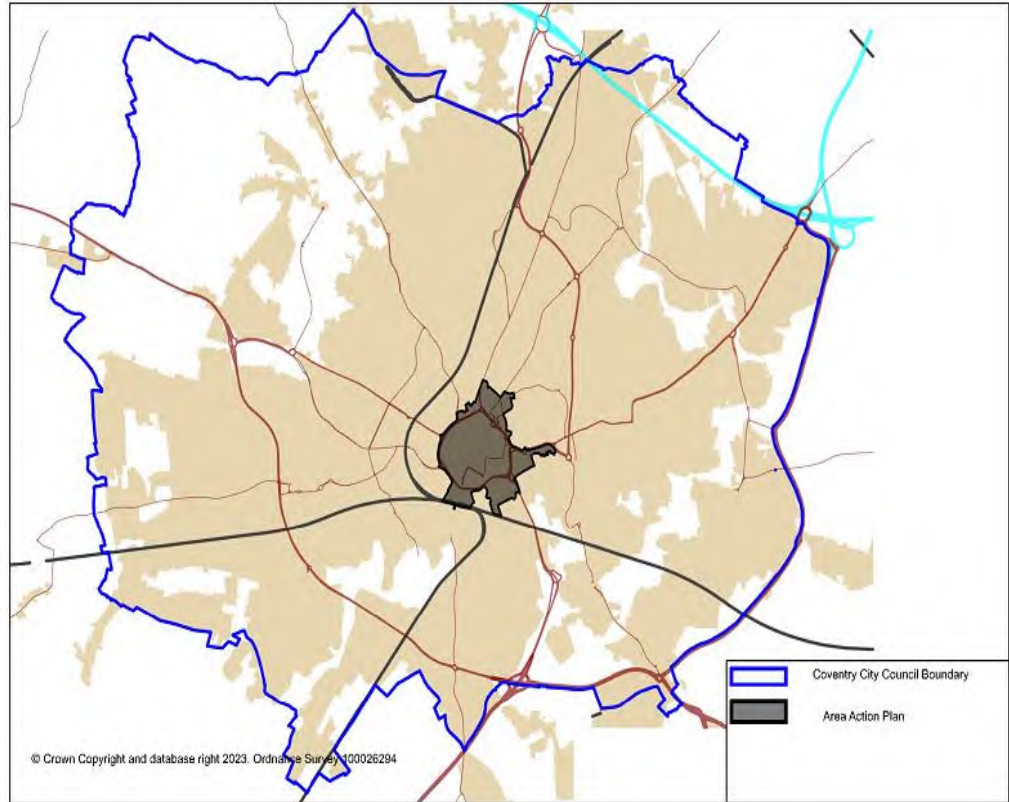 Coventry City Council Boundary
Area Action Plan
© Crown Copyright and database right 2023. Ordnance Survey 100026294